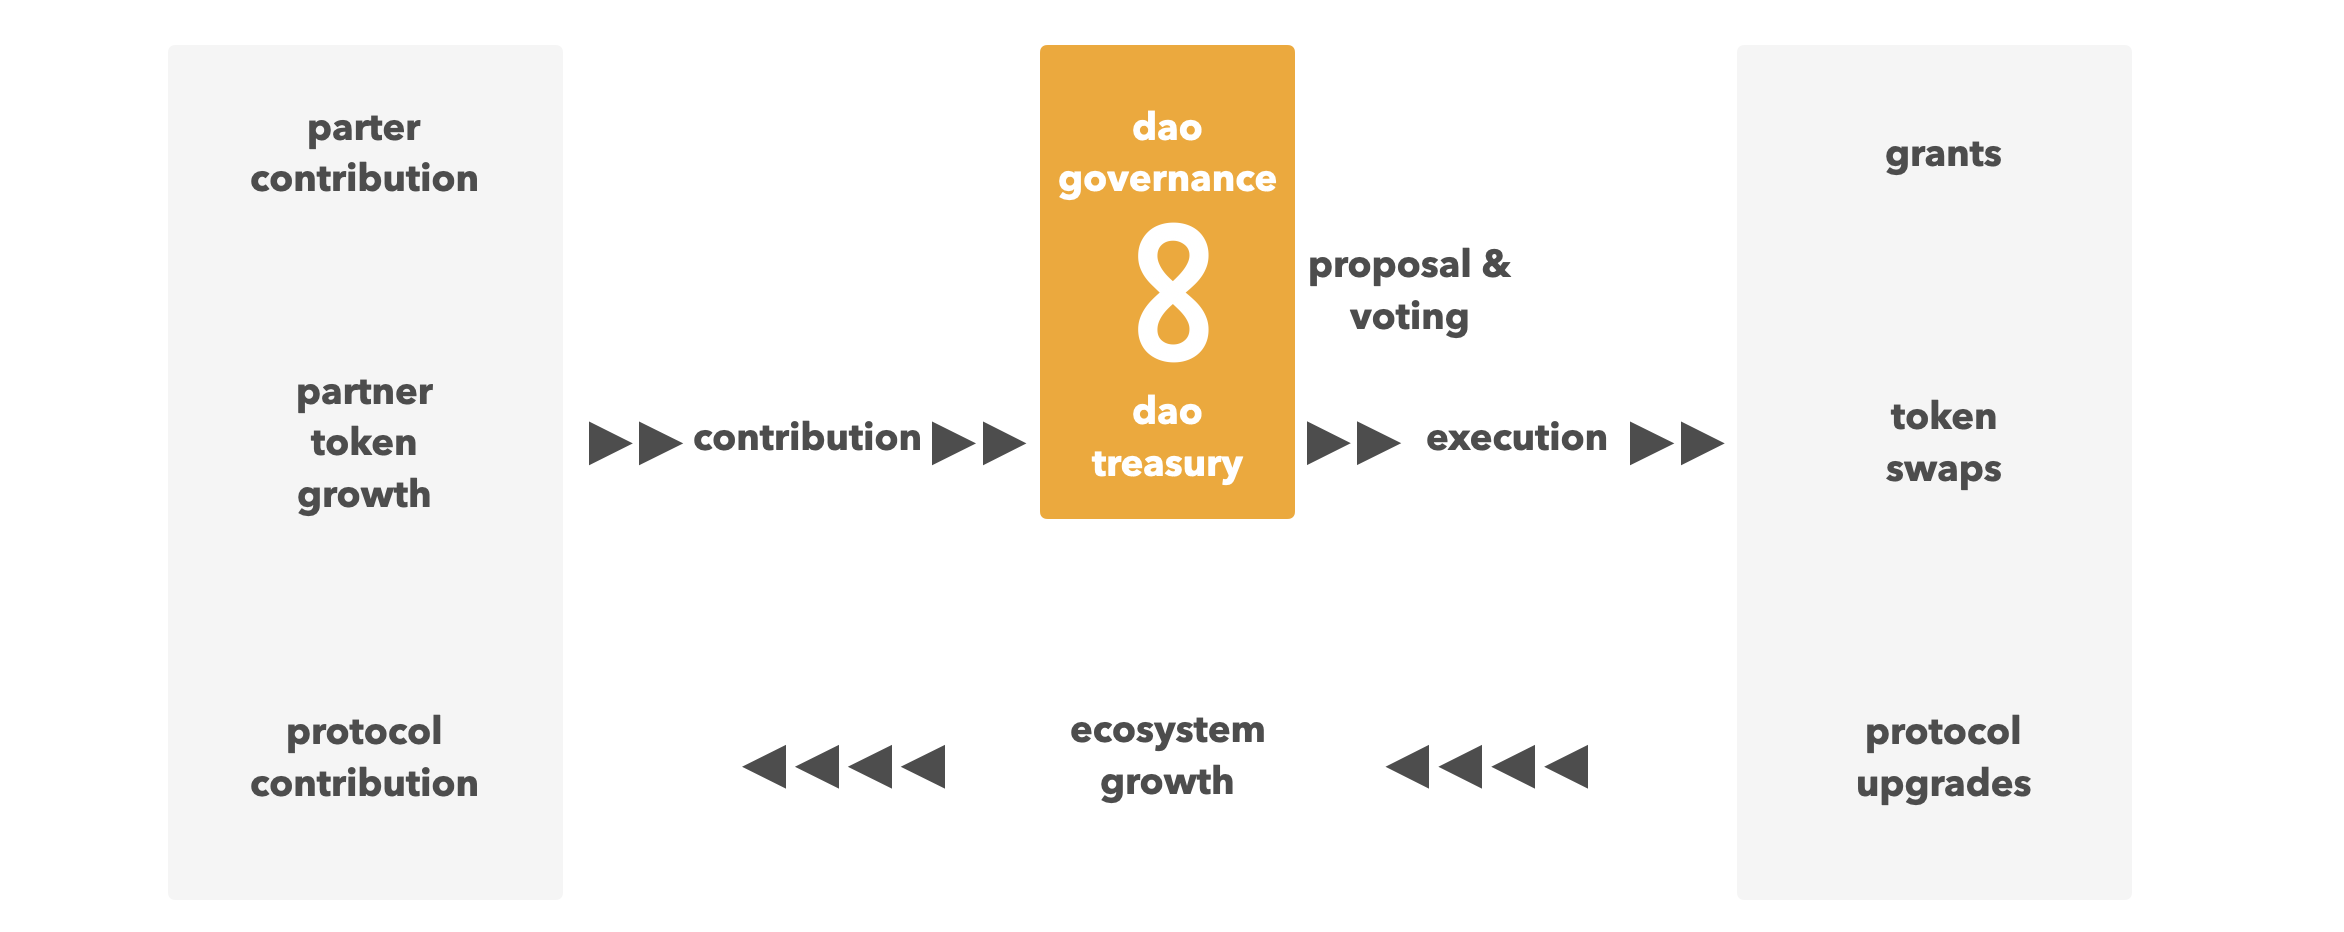 parter
contribution
partner
token
growth
protocol
contribution
contribution
dao
governance
8
dao
treasury
proposal &
voting
execution
ecosystem
growth
grants
token
swaps
protocol
upgrades